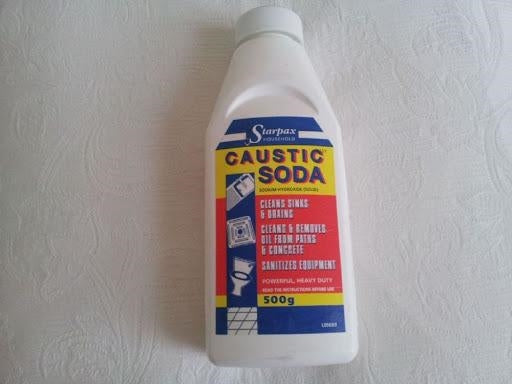 Starpax
HOUSEHOLD
CAUSTIC
SODA
SODIUM HYDROXIDE (SOLID)
CLEANS SINKS
& DRAINS
CLEANS & REMOVES
OIL FROM PATHS
& CONCRETE
SANITIZES EQUIPMENT
POWERFUL, HEAVY DUTY
READ THE INSTRUCTIONS BEFORE USE
500g